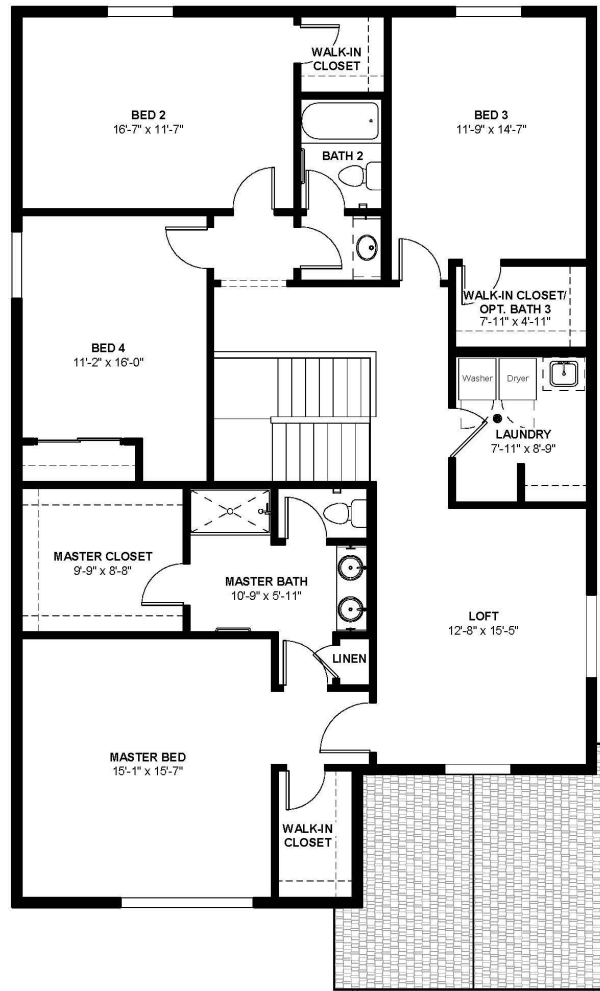 WALK-IN
CLOSET
BED 2
16'-7" x 11'-7"
BED 3
11'-9" x 14'-7"
BATH 2
WALK-IN CLOSET/
OPT. BATH 3
7'-11" x 4'-11"
BED 4
11'-2" x 16'-0"
Washer
Dryer
LAUNDRY
7'-11" x 8'-9"
MASTER CLOSET
9'-9" x 8'-8"
MASTER BATH
10'-9" x 5'-11"
LOFT
12'-8" x 15'-5"
LINEN
MASTER BED
15'-1" x 15'-7"
WALK-IN
CLOSET